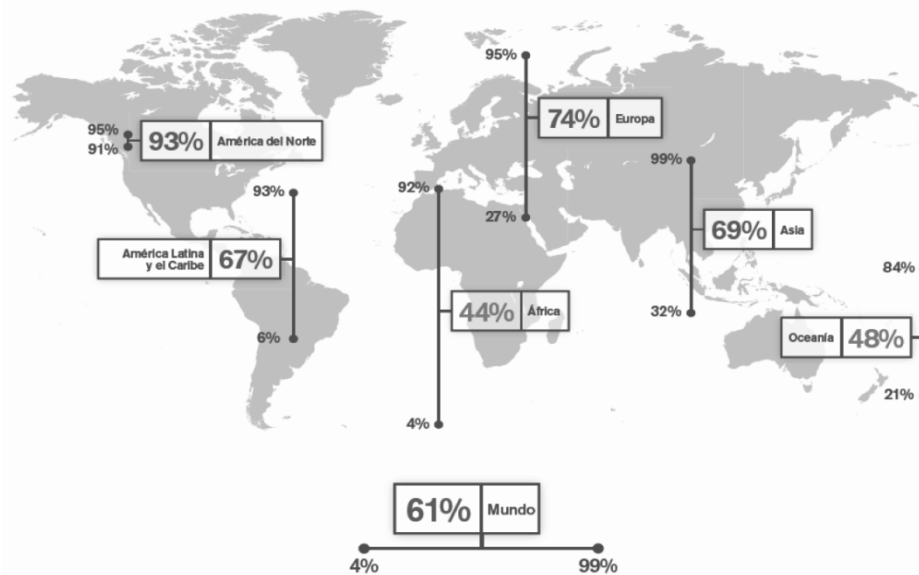 95%
74% Europa
27%
95%
91%
93% América del Norte
93%
América Latina
y el Caribe
67%
6%
92%
44% África
4%
99%
69% Asia
32%
84%
Oceanía 48%
21%
61% Mundo
4% 99%